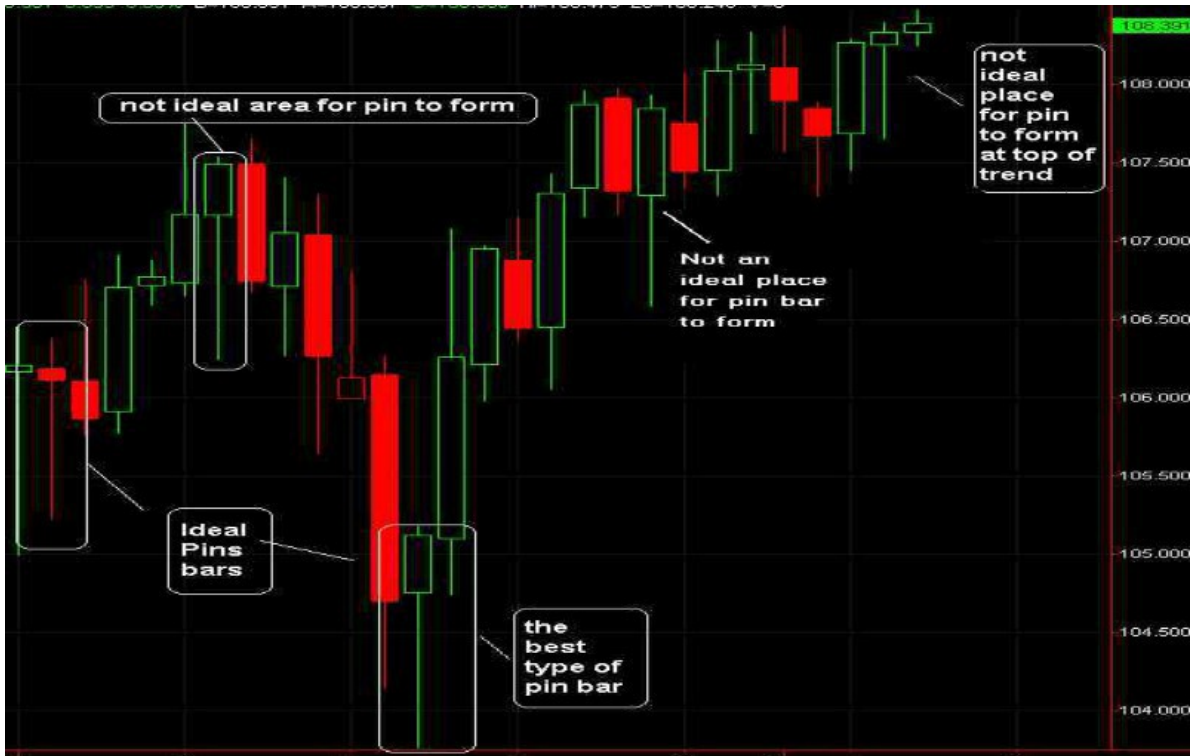 not ideal area for pin to form
not
ideal
place
for pin
to form
at top of
trend
Not an
ideal place
for pin bar
to form
Ideal
Pins
bars
the
best
type of
pin bar
108.391
108.000
107.500
107.000
106.500
106.000
105.500
105.000
104.500
104.000